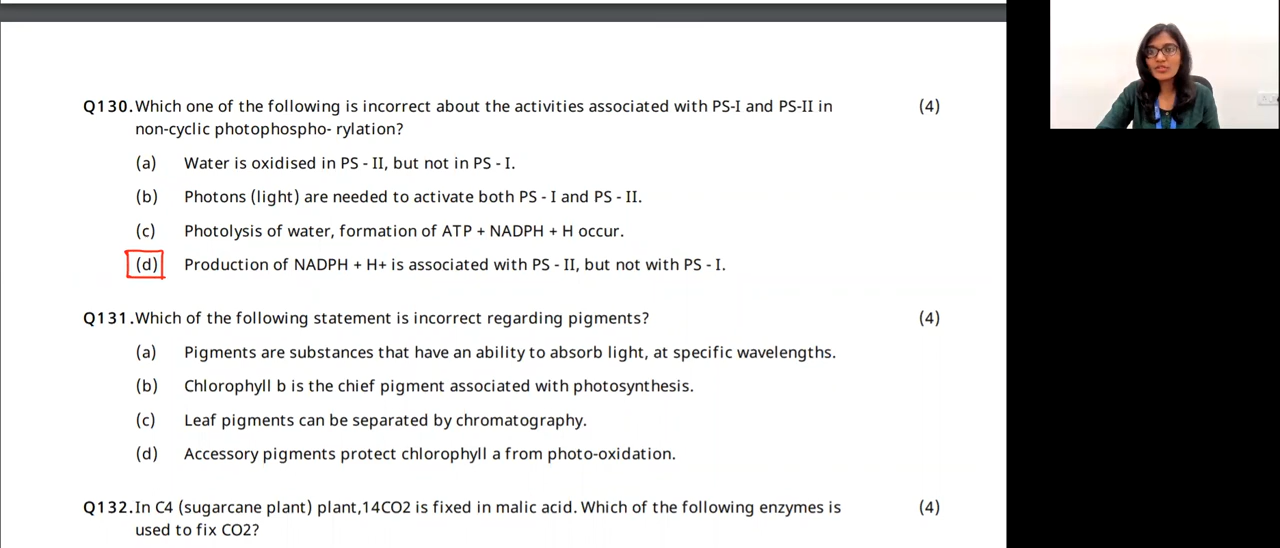 Q130. Which one of the following is incorrect about the activities associated with PS-I and PS-II in (4)
non-cyclic photophospho- rylation?
(a) Water is oxidised in PS - II, but not in PS - I.
(b) Photons (light) are needed to activate both PS - I and PS - II.
(c) Photolysis of water, formation of ATP + NADPH + H occur.
(d) Production of NADPH + H+ is associated with PS - II, but not with PS - I.
Q131. Which of the following statement is incorrect regarding pigments? (4)
(a) Pigments are substances that have an ability to absorb light, at specific wavelengths.
(b) Chlorophyll b is the chief pigment associated with photosynthesis.
(c) Leaf pigments can be separated by chromatography.
(d) Accessory pigments protect chlorophyll a from photo-oxidation.
Q132. In C4 (sugarcane plant) plant,14CO2 is fixed in malic acid. Which of the following enzymes is (4)
used to fix CO2?